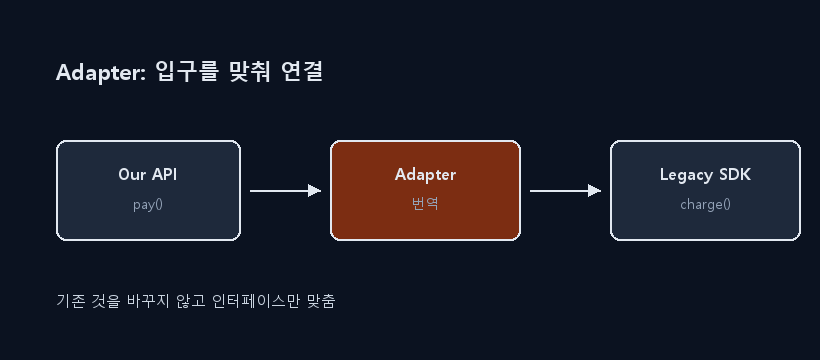 Adapter: 입구를 맞춰 연결
Our API
pay()
Adapter
번역
Legacy SDK
charge()
기존 것을 바꾸지 않고 인터페이스만 맞춤